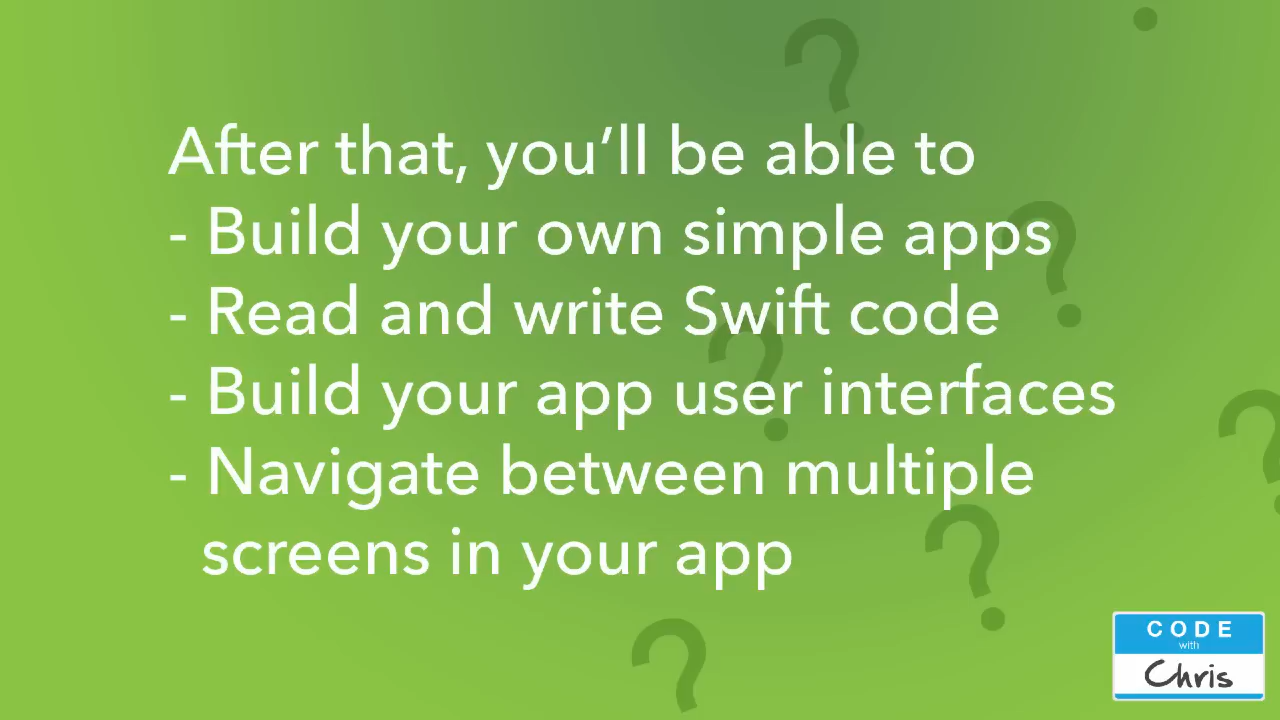 After that, you’ll be able to
- Build your own simple apps
- Read and write Swift code
- Build your app user interfaces
- Navigate between multiple
screens in your app
CODE
with
Chris